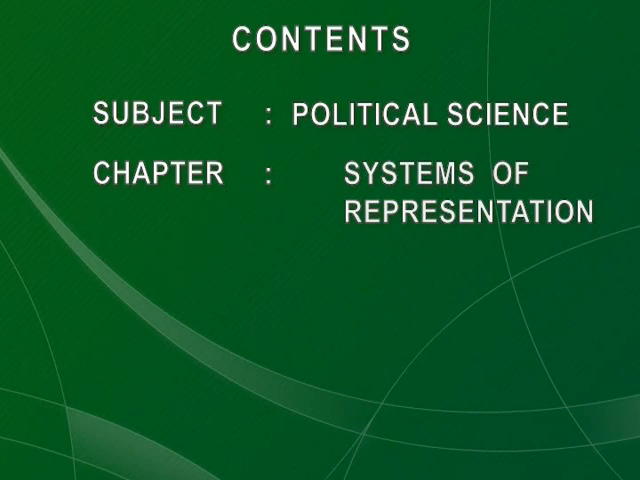 CONTENTS
SUBJECT : POLITICAL SCIENCE
CHAPTER : SYSTEMS OF
REPRESENTATION